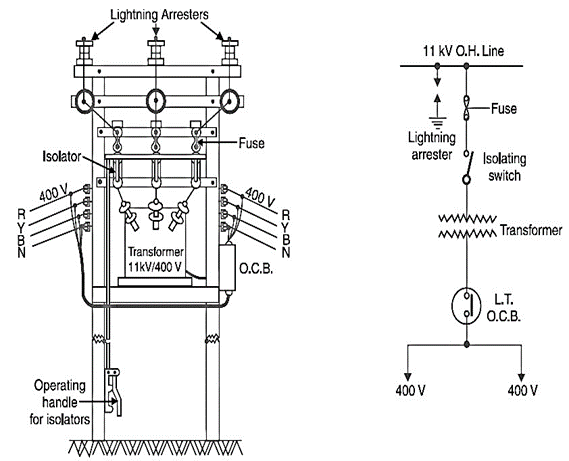 Lightning Arresters
Fuse
Isolator
400 V
R
Y
B
N
400 V
R
Y
B
N
Transformer
11kV/400 V
O.C.B.
Operating
handle
for isolators
11 kV O.H. Line
Fuse
Lightning
arrester
Isolating
switch
Transformer
L.T.
O.C.B.
400 V
400 V